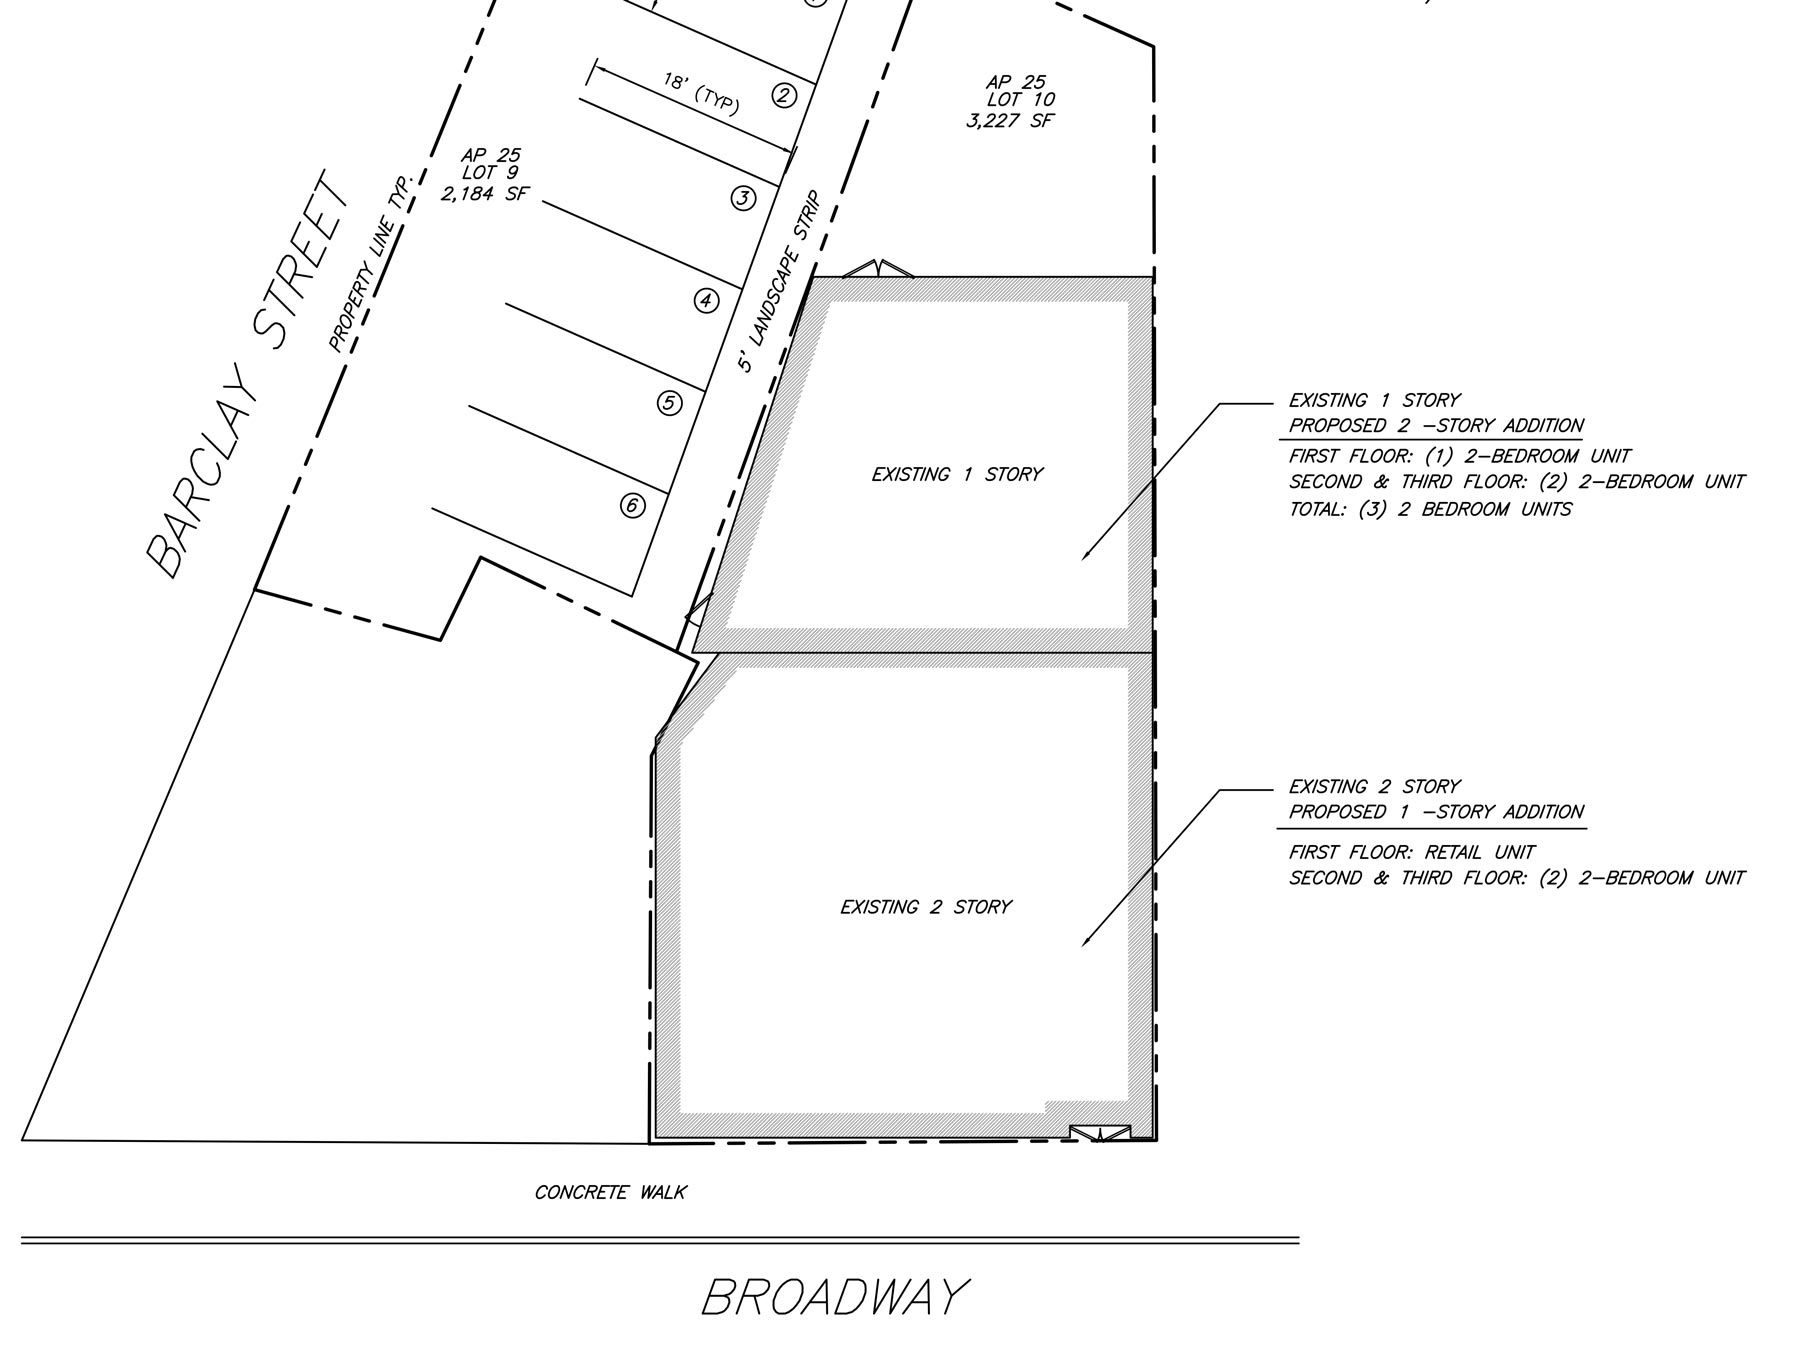 2
18' (TYP)
AP 25
LOT 10
3,227 SF
AP 25
LOT 9
2,184 SF
3
PROPERTY LINE TYP.
5' LANDSCAPE STRIP
BARCLAY STREET
4
5
6
EXISTING 1 STORY
EXISTING 1 STORY
PROPOSED 2 -STORY ADDITION
FIRST FLOOR: (1) 2-BEDROOM UNIT
SECOND & THIRD FLOOR: (2) 2-BEDROOM UNIT
TOTAL: (3) 2 BEDROOM UNITS
EXISTING 2 STORY
PROPOSED 1 -STORY ADDITION
FIRST FLOOR: RETAIL UNIT
SECOND & THIRD FLOOR: (2) 2-BEDROOM UNIT
EXISTING 2 STORY
CONCRETE WALK
BROADWAY